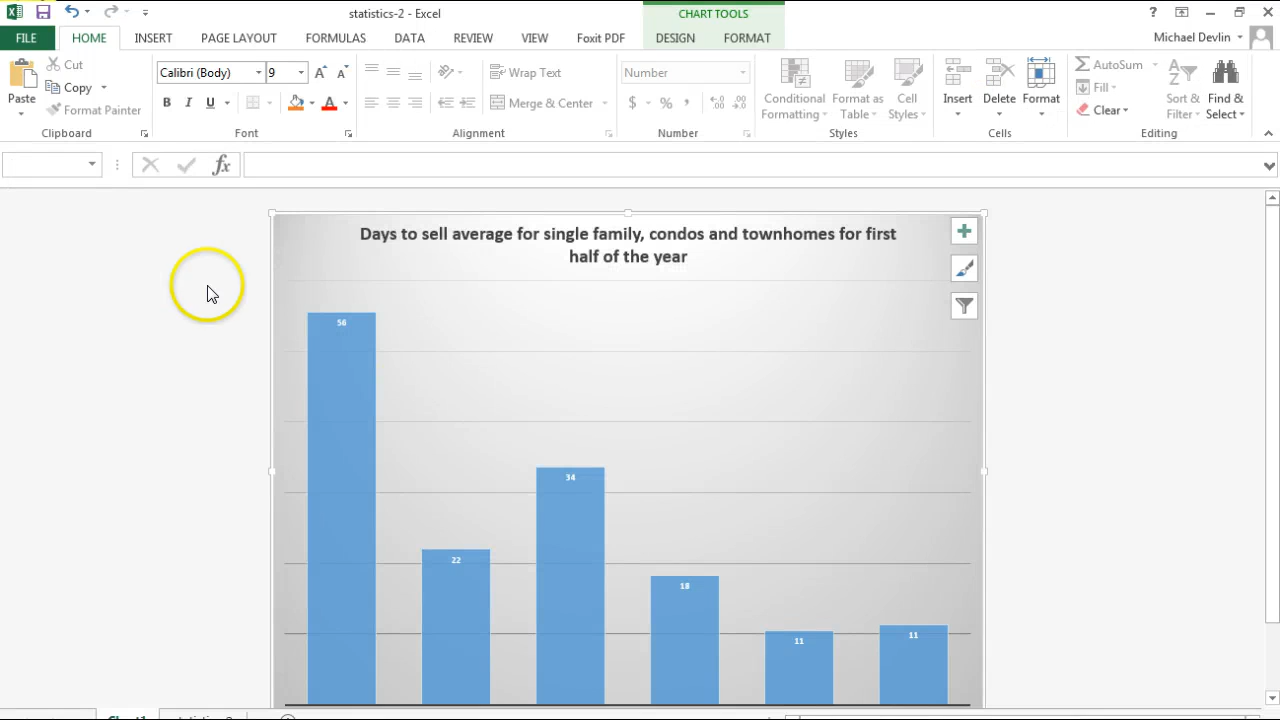 statistics-2 - Excel
CHART TOOLS
?
FILE
HOME
INSERT
PAGE LAYOUT
FORMULAS
DATA
REVIEW
VIEW
Foxit PDF
DESIGN
FORMAT
Michael Devlin
Paste
Cut
Copy
Format Painter
Clipboard
Calibri (Body)
9
A A
B I U A
Font
Wrap Text
Merge & Center
Alignment
Number
$ % ,
Number
Conditional
Formatting
Format as
Table
Cell
Styles
Styles
Insert
Delete
Format
Cells
AutoSum
Fill
Clear
Sort &
Filter
Find &
Select
Editing
fx
Days to sell average for single family, condos and townhomes for first
half of the year
56
22
34
18
11
11
Chart1
statistics-2